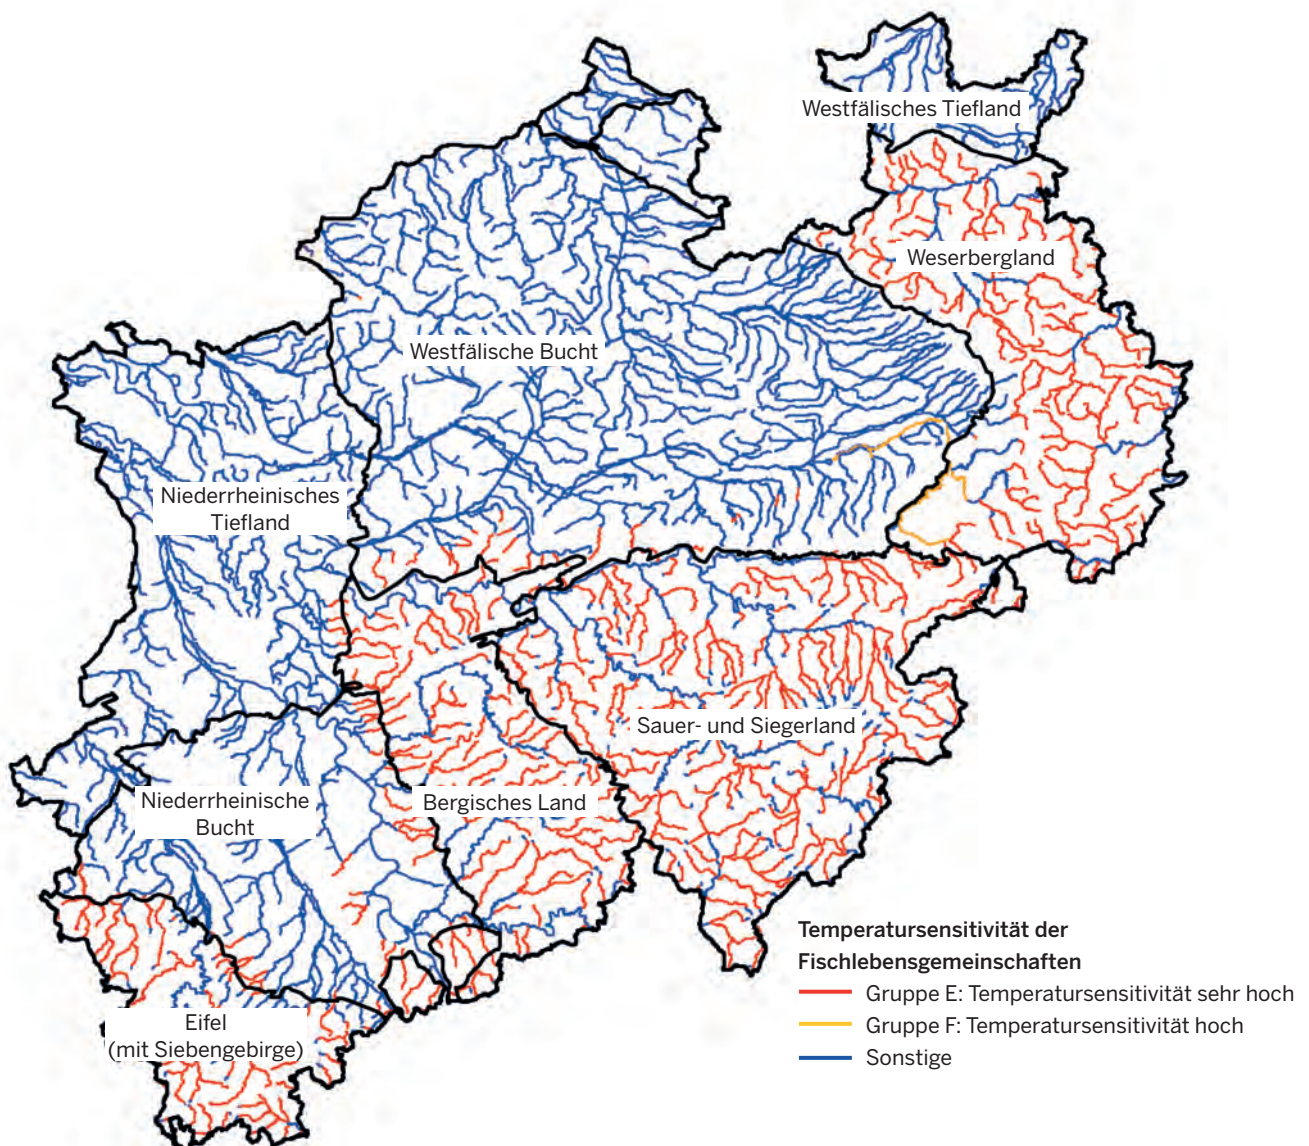 Westfälisches Tiefland
Weserbergland
Westfälische Bucht
Niederrheinisches
Tiefland
Sauer- und Siegerland
Niederrheinische
Bucht
Bergisches Land
Eifel
(mit Siebengebirge)
Temperatursensitivität der
Fischlebensgemeinschaften
Gruppe E: Temperatursensitivität sehr hoch
Gruppe F: Temperatursensitivität hoch
Sonstige